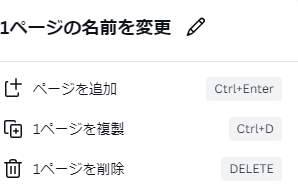 1ページの名前を変更
ページを追加 Ctrl+Enter
1ページを複製 Ctrl+D
1ページを削除 DELETE